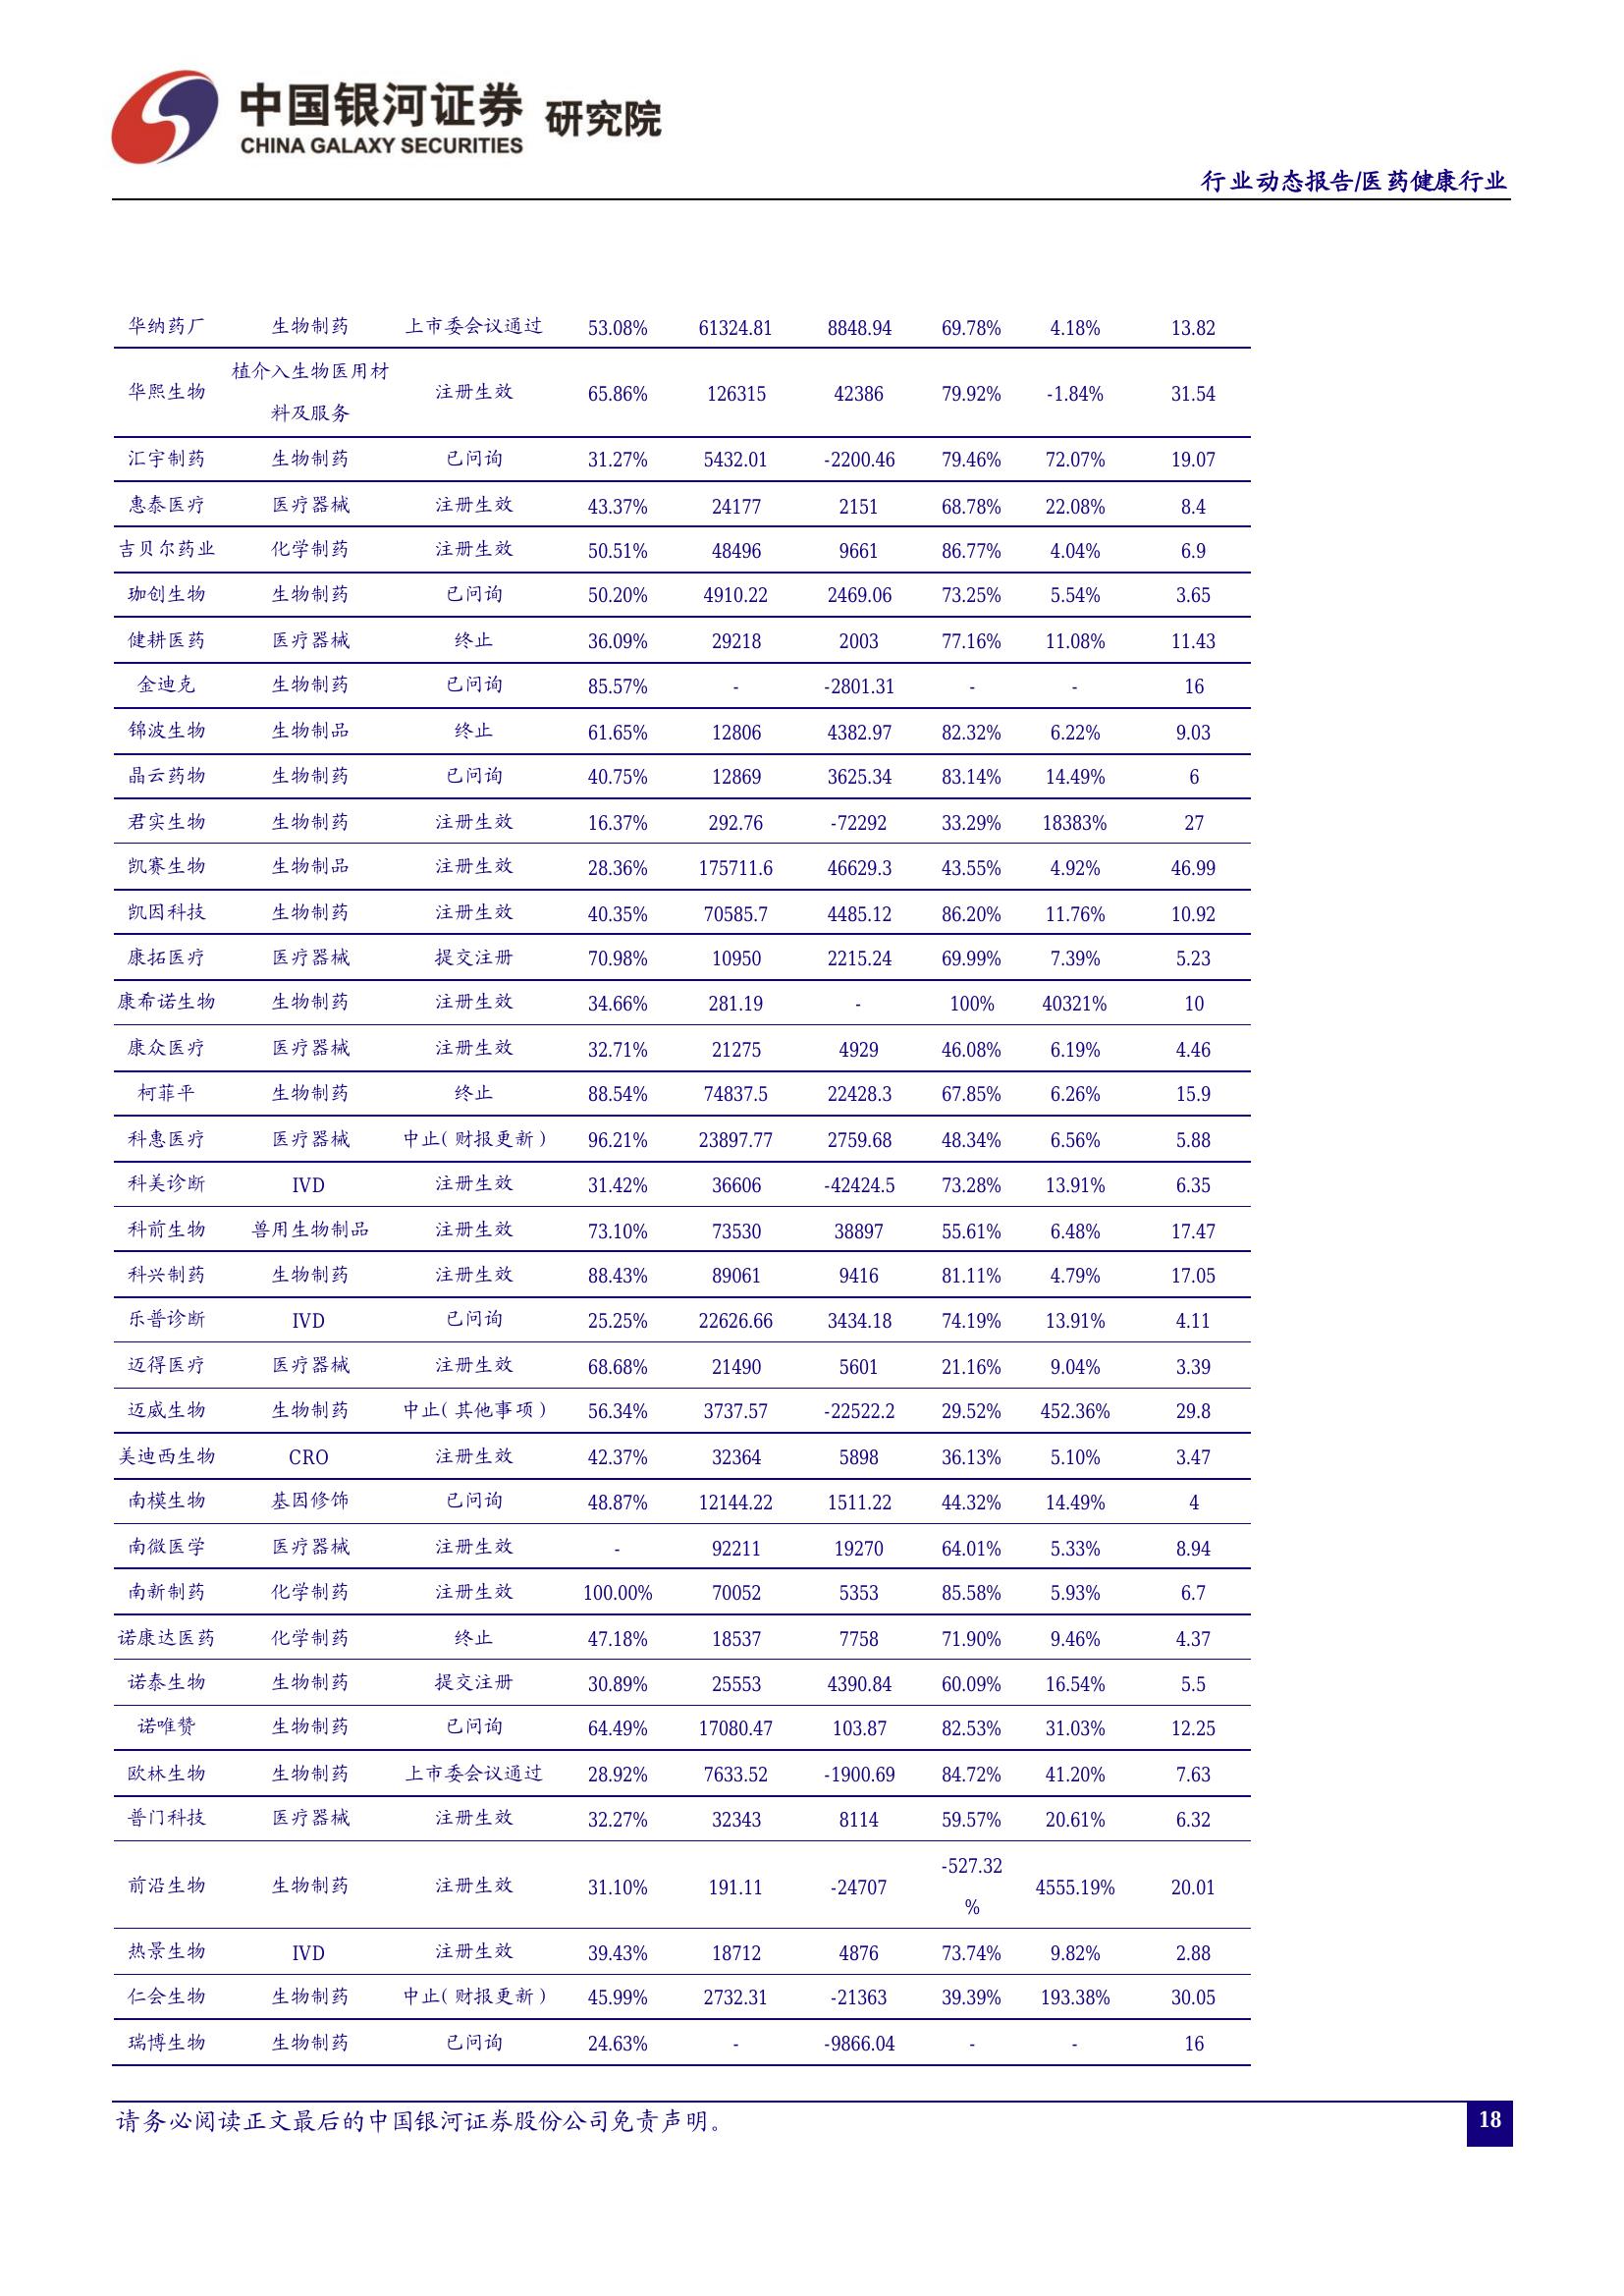 中国银河证券 研究院
CHINA GALAXY SECURITIES
行业动态报告/医药健康行业
华纳药厂 生物制药 上市委会议通过 53.08% 61324.81 8848.94 69.78% 4.18% 13.82
植介入生物医用材
华熙生物 注册生效 65.86% 126315 42386 79.92% -1.84% 31.54
料及服务
汇宇制药 生物制药 已问询 31.27% 5432.01 -2200.46 79.46% 72.07% 19.07
惠泰医疗 医疗器械 注册生效 43.37% 24177 2151 68.78% 22.08% 8.4
吉贝尔药业 化学制药 注册生效 50.51% 48496 9661 86.77% 4.04% 6.9
珈创生物 生物制药 已问询 50.20% 4910.22 2469.06 73.25% 5.54% 3.65
健耕医药 医疗器械 终止 36.09% 29218 2003 77.16% 11.08% 11.43
金迪克 生物制药 已问询 85.57% - -2801.31 - - 16
锦波生物 生物制品 终止 61.65% 12806 4382.97 82.32% 6.22% 9.03
晶云药物 生物制药 已问询 40.75% 12869 3625.34 83.14% 14.49% 6
君实生物 生物制药 注册生效 16.37% 292.76 -72292 33.29% 18383% 27
凯赛生物 生物制品 注册生效 28.36% 175711.6 46629.3 43.55% 4.92% 46.99
凯因科技 生物制药 注册生效 40.35% 70585.7 4485.12 86.20% 11.76% 10.92
康拓医疗 医疗器械 提交注册 70.98% 10950 2215.24 69.99% 7.39% 5.23
康希诺生物 生物制药 注册生效 34.66% 281.19 - 100% 40321% 10
康众医疗 医疗器械 注册生效 32.71% 21275 4929 46.08% 6.19% 4.46
柯菲平 生物制药 终止 88.54% 74837.5 22428.3 67.85% 6.26% 15.9
科惠医疗 医疗器械 中止(财报更新) 96.21% 23897.77 2759.68 48.34% 6.56% 5.88
科美诊断 IVD 注册生效 31.42% 36606 -42424.5 73.28% 13.91% 6.35
科前生物 兽用生物制品 注册生效 73.10% 73530 38897 55.61% 6.48% 17.47
科兴制药 生物制药 注册生效 88.43% 89061 9416 81.11% 4.79% 17.05
乐普诊断 IVD 已问询 25.25% 22626.66 3434.18 74.19% 13.91% 4.11
迈得医疗 医疗器械 注册生效 68.68% 21490 5601 21.16% 9.04% 3.39
迈威生物 生物制药 中止(其他事项) 56.34% 3737.57 -22522.2 29.52% 452.36% 29.8
美迪西生物 CRO 注册生效 42.37% 32364 5898 36.13% 5.10% 3.47
南模生物 基因修饰 已问询 48.87% 12144.22 1511.22 44.32% 14.49% 4
南微医学 医疗器械 注册生效 - 92211 19270 64.01% 5.33% 8.94
南新制药 化学制药 注册生效 100.00% 70052 5353 85.58% 5.93% 6.7
诺康达医药 化学制药 终止 47.18% 18537 7758 71.90% 9.46% 4.37
诺泰生物 生物制药 提交注册 30.89% 25553 4390.84 60.09% 16.54% 5.5
诺唯赞 生物制药 已问询 64.49% 17080.47 103.87 82.53% 31.03% 12.25
欧林生物 生物制药 上市委会议通过 28.92% 7633.52 -1900.69 84.72% 41.20% 7.63
普门科技 医疗器械 注册生效 32.27% 32343 8114 59.57% 20.61% 6.32
-527.32
前沿生物 生物制药 注册生效 31.10% 191.11 -24707 4555.19% 20.01
%
热景生物 IVD 注册生效 39.43% 18712 4876 73.74% 9.82% 2.88
仁会生物 生物制药 中止(财报更新) 45.99% 2732.31 -21363 39.39% 193.38% 30.05
瑞博生物 生物制药 已问询 24.63% - -9866.04 - - 16
请务必阅读正文最后的中国银河证券股份公司免责声明。 18